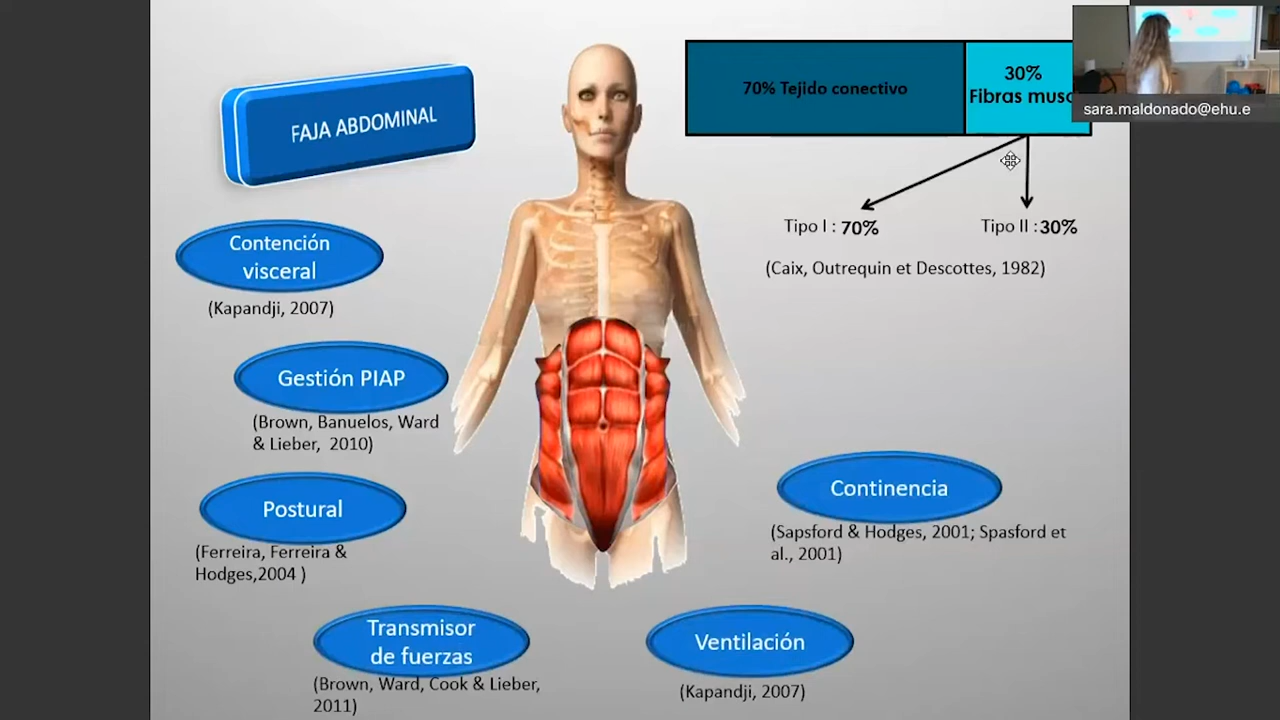 FAJA ABDOMINAL
70% Tejido conectivo
30%
Fibras musc
sara.maldonado@ehu.e
Tipo I : 70%
Tipo II : 30%
(Caix, Outrequin et Descottes, 1982)
Contención
visceral
(Kapandji, 2007)
Gestión PIAP
(Brown, Banuelos, Ward
& Lieber, 2010)
Postural
(Ferreira, Ferreira &
Hodges,2004 )
Continencia
(Sapsford & Hodges, 2001; Spasford et
al., 2001)
Transmisor
de fuerzas
(Brown, Ward, Cook & Lieber,
2011)
Ventilación
(Kapandji, 2007)